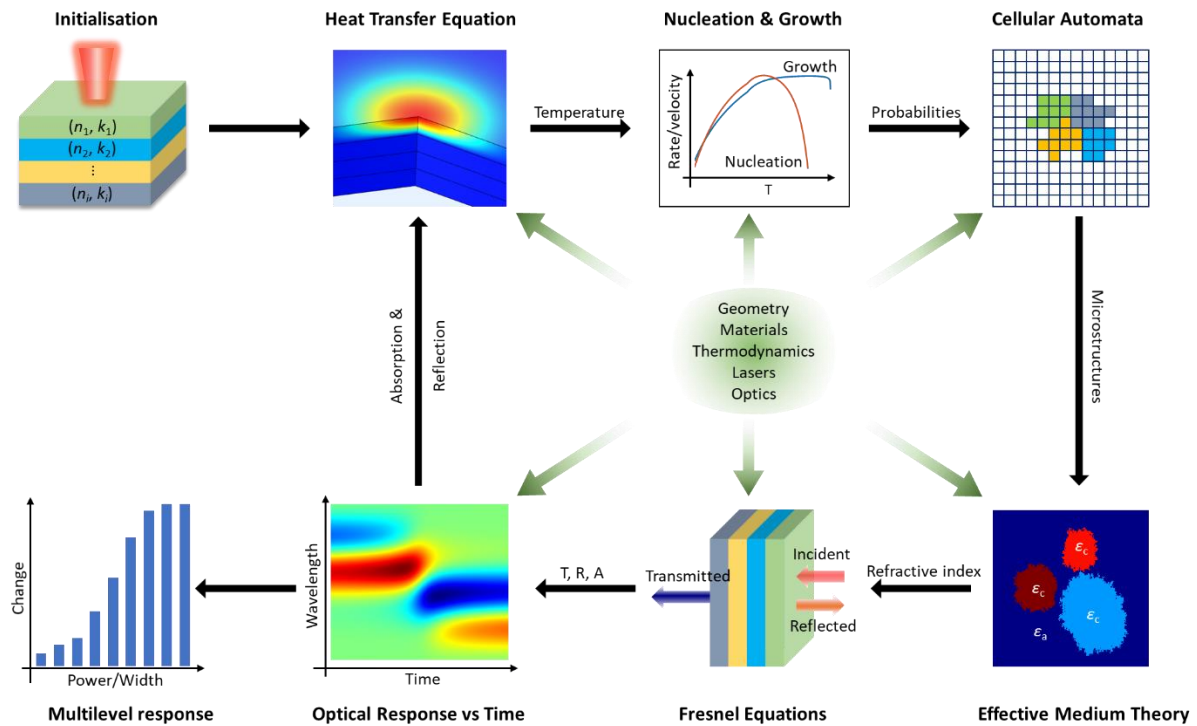 Initialisation
Heat Transfer Equation
Nucleation & Growth
Cellular Automata
(n1, k1)
(n2, k2)
⋮
(ni, ki)
Temperature
Rate/velocity
Growth
Nucleation
T
Probabilities
Absorption &
Reflection
Geometry
Materials
Thermodynamics
Lasers
Optics
Microstructures
Change
Power/Width
Wavelength
Time
T, R, A
Transmitted
Incident
Reflected
Refractive index
εc
εc
εc
εa
Multilevel response
Optical Response vs Time
Fresnel Equations
Effective Medium Theory